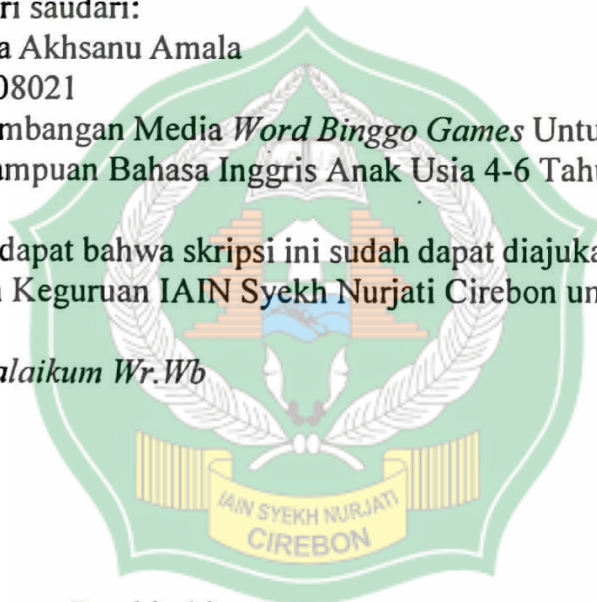 ri saudari:
a Akhsanu Amala
08021
mbangan Media Word Binggo Games Untu
ampuan Bahasa Inggris Anak Usia 4-6 Tahu
dapat bahwa skripsi ini sudah dapat diajuka
Keguruan IAIN Syekh Nurjati Cirebon un
alaikum Wr.Wb
IAIN SYEKH NURJATI
CIREBON